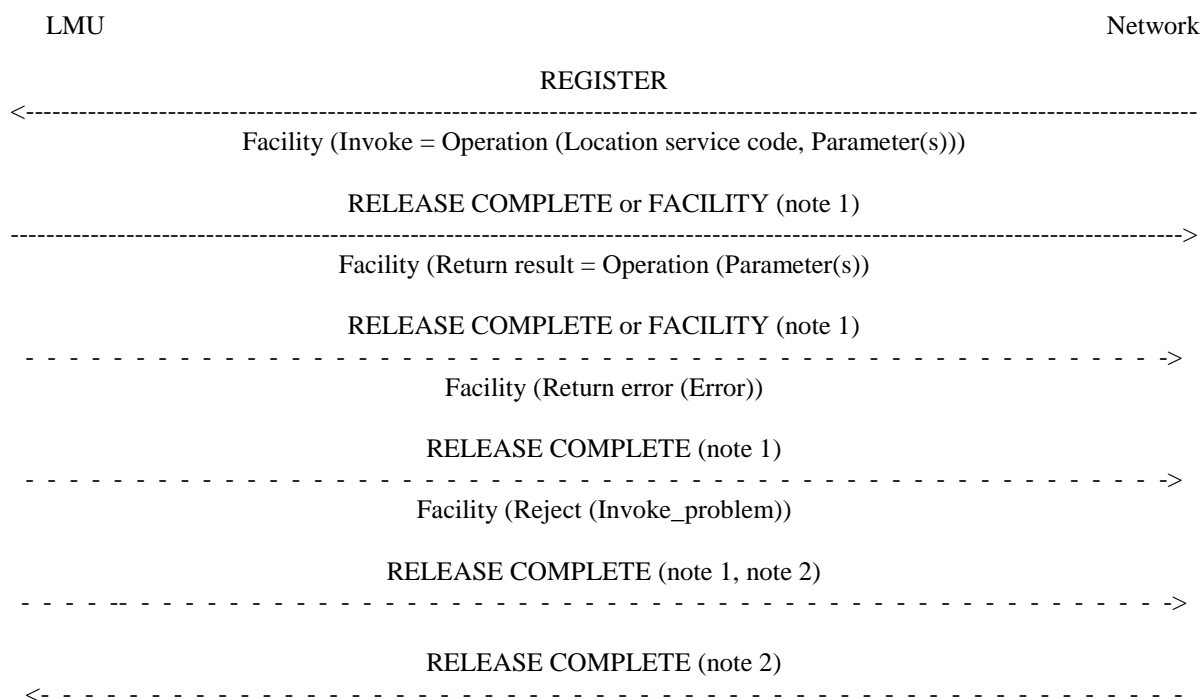 LMU Network
REGISTER
<------------------------------------------------------------------------------------------------------------------------------------
Facility (Invoke = Operation (Location service code, Parameter(s)))
RELEASE COMPLETE or FACILITY (note 1)
------------------------------------------------------------------------------------------------------------------------------------>
Facility (Return result = Operation (Parameter(s))
RELEASE COMPLETE or FACILITY (note 1)
- - - - - - - - - - - - - - - - - - - - - - - - - - - - - - - - - - - - - - - - - - - - - - - - - - - - - - - - - - - - ->
Facility (Return error (Error))
RELEASE COMPLETE (note 1)
- - - - - - - - - - - - - - - - - - - - - - - - - - - - - - - - - - - - - - - - - - - - - - - - - - - - - - - - - - - - ->
Facility (Reject (Invoke_problem))
RELEASE COMPLETE (note 1, note 2)
- - - - -- - - - - - - - - - - - - - - - - - - - - - - - - - - - - - - - - - - - - - - - - - - - - - - - - - - - - - - - ->
RELEASE COMPLETE (note 2)
<- - - - - - - - - - - - - - - - - - - - - - - - - - - - - - - - - - - - - - - - - - - - - - - - - - - - - - - - - - - -